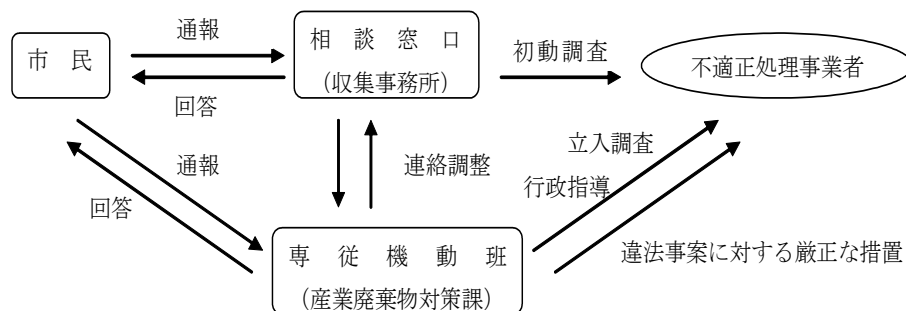 通報
相談窓口
(収集事務所)
市民
初動調査
不適正処理事業者
回答
通報
連絡調整
立入調査
行政指導
回答
専従機動班
(産業廃棄物対策課)
違法事案に対する厳正な措置